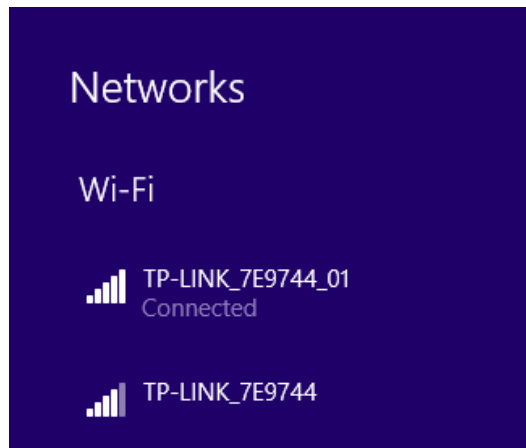 Networks
Wi-Fi
TP-LINK_7E9744_01
Connected
TP-LINK_7E9744